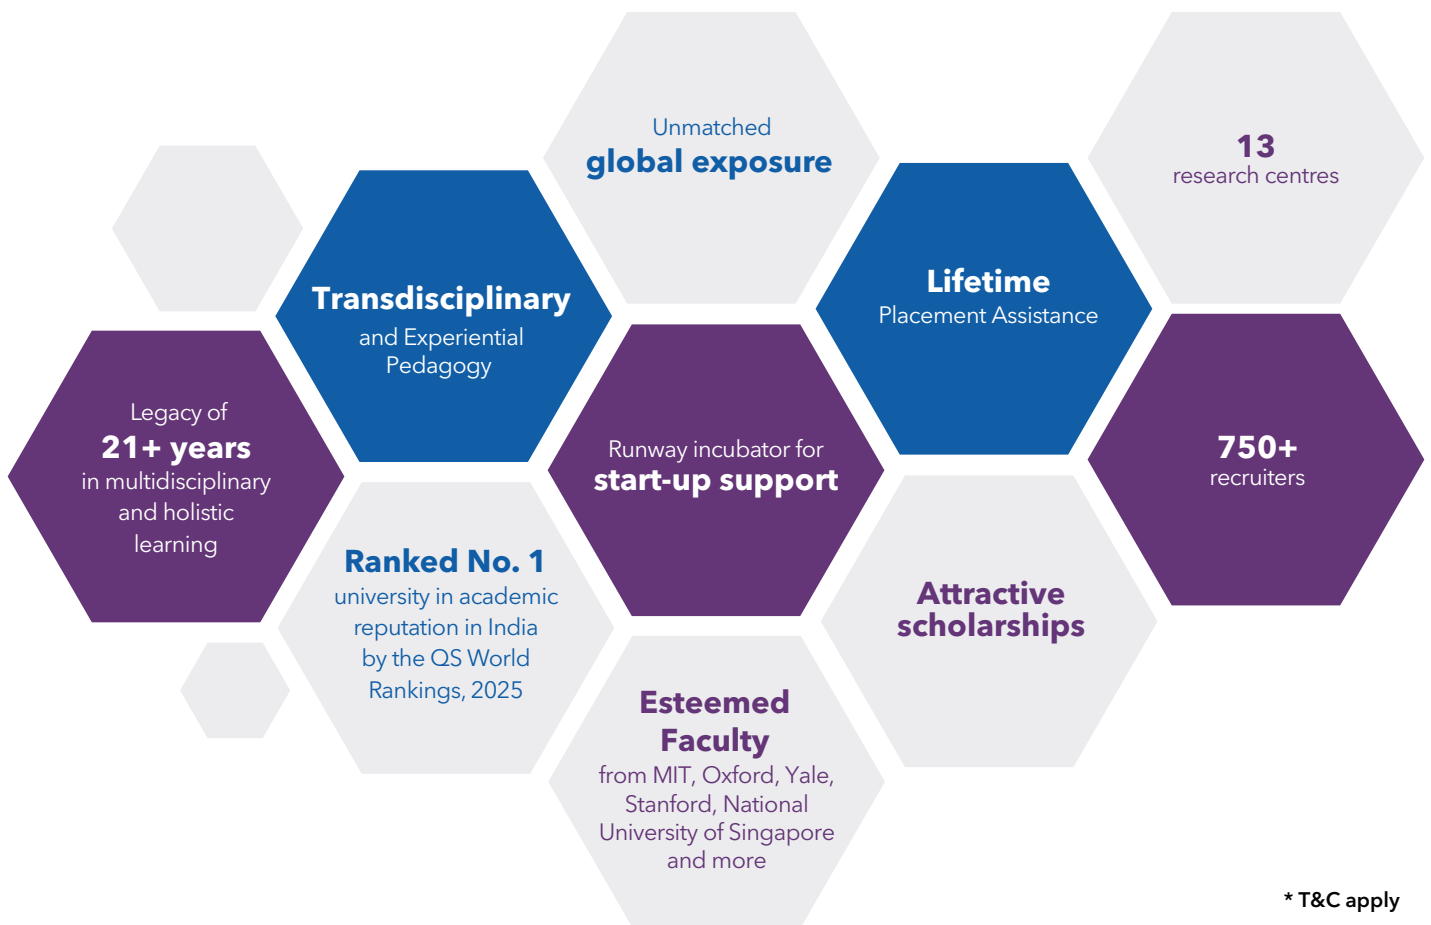 Unmatched
global exposure
13
research centres
Transdisciplinary
and Experiential
Pedagogy
Lifetime
Placement Assistance
Legacy of
21+ years
in multidisciplinary
and holistic
learning
Runway incubator for
start-up support
750+
recruiters
Ranked No. 1
university in academic
reputation in India
by the QS World
Rankings, 2025
Attractive
scholarships
Esteemed
Faculty
from MIT, Oxford, Yale,
Stanford, National
University of Singapore
and more
* T&C apply